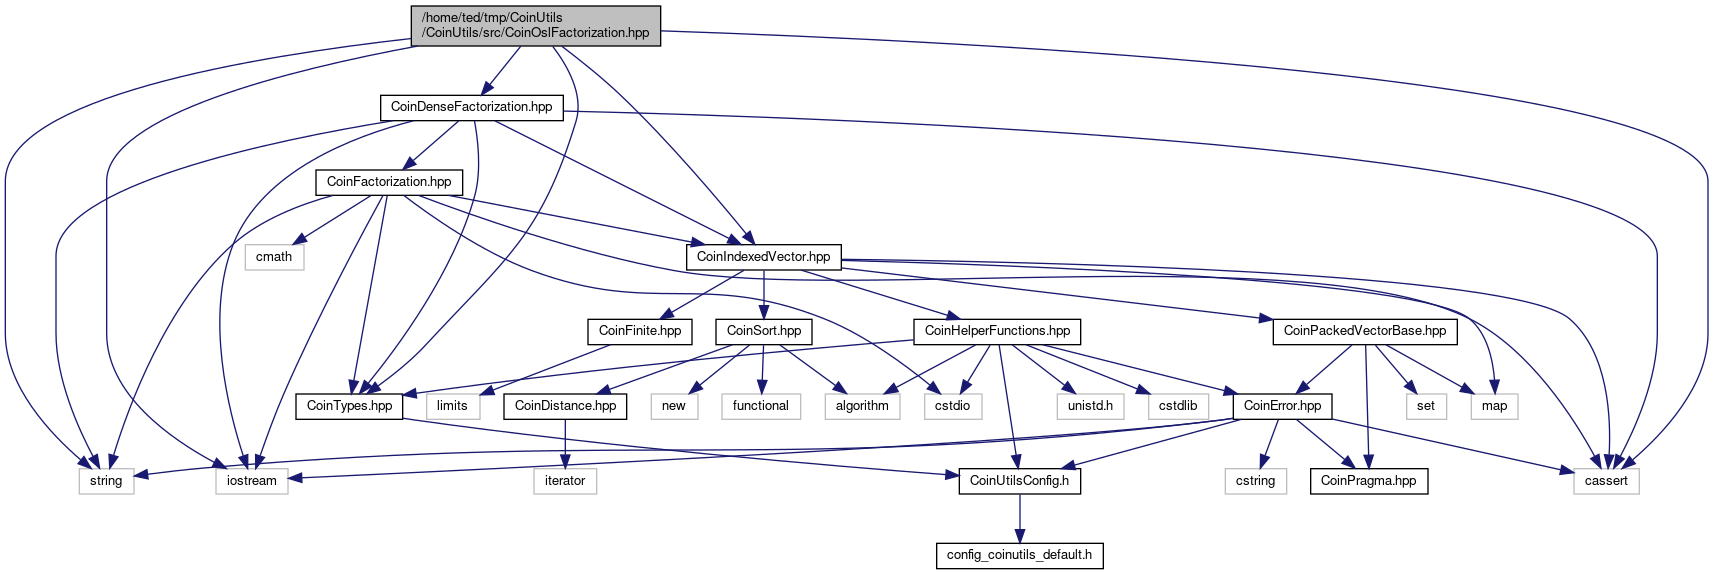 /home/ted/tmp/CoinUtils
/CoinUtils/src/CoinOslFactorization.hpp
CoinDenseFactorization.hpp
CoinFactorization.hpp
cmath
CoinIndexedVector.hpp
CoinFinite.hpp
CoinSort.hpp
CoinHelperFunctions.hpp
CoinPackedVectorBase.hpp
CoinTypes.hpp
limits
CoinDistance.hpp
new
functional
algorithm
cstdio
unistd.h
cstdlib
CoinError.hpp
set
map
string
iostream
iterator
CoinUtilsConfig.h
cstring
CoinPragma.hpp
cassert
config_coinutils_default.h